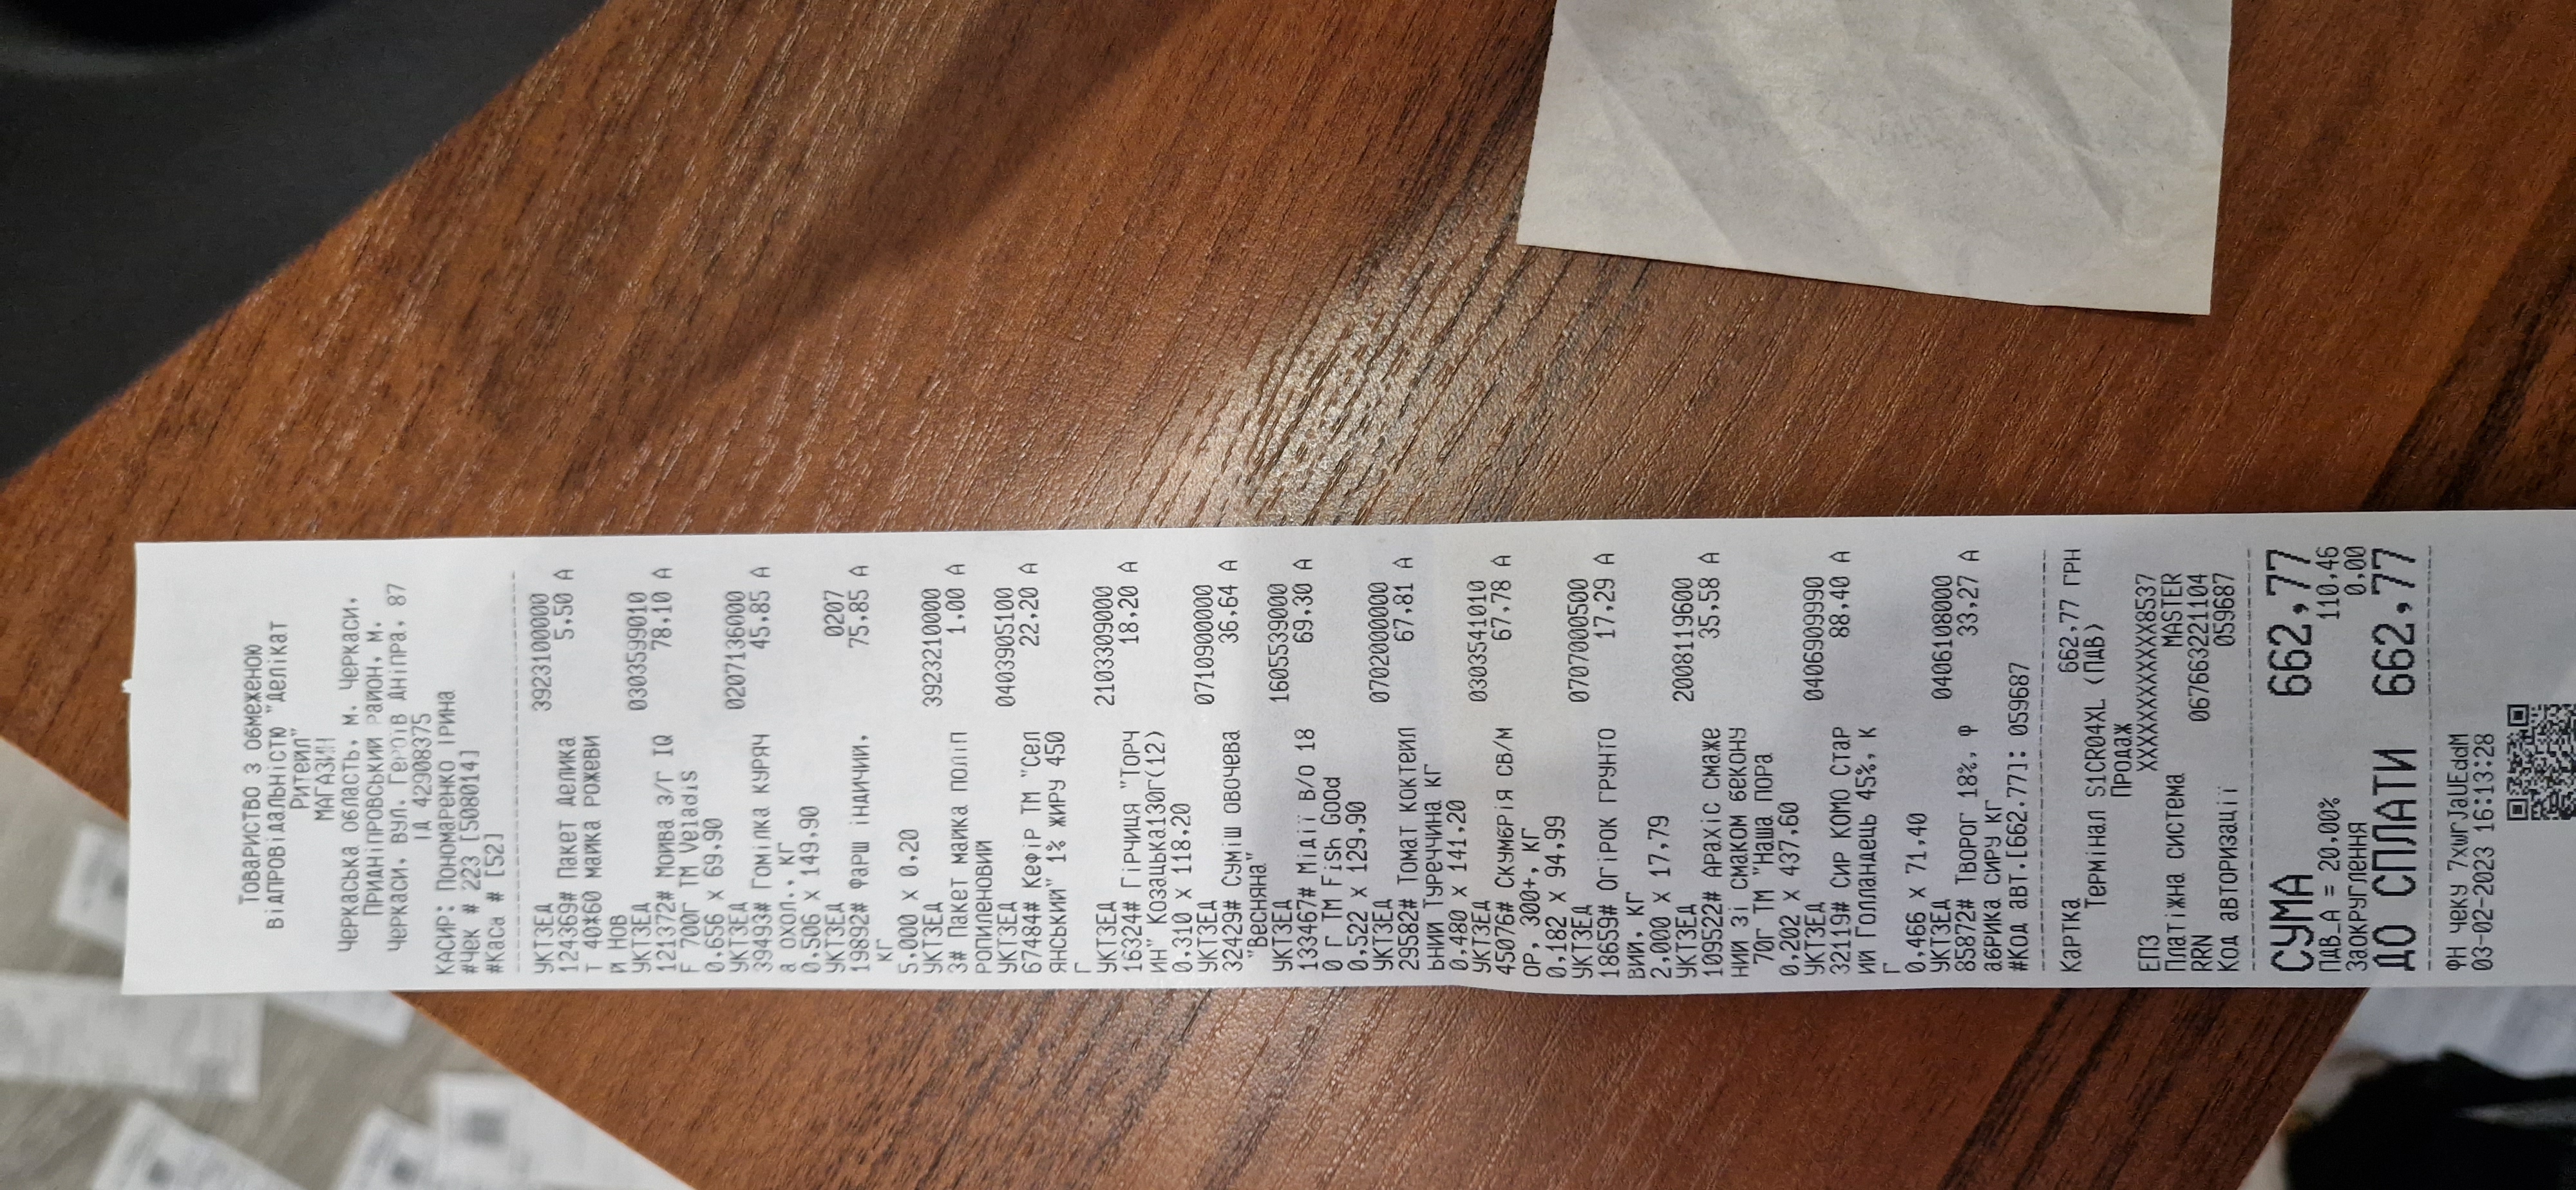 ТОВАРИСТВО З ОБМЕЖЕНОЮ
ВІДПРОВІДАЛЬНІСТЮ "ДЕЛІКАТ
РИТЕЙЛ"
МАГАЗИН
ЧЕРКАСЬКА ОБЛАСТЬ, М. ЧЕРКАСИ,
ПРИДНІПРОВСЬКИЙ РАЙОН, М.
ЧЕРКАСИ, ВУЛ. ГЕРОЇВ ДНІПРА, 87
ІД 42908375
КАСИР: ПОНОМАРЕНКО ІРИНА
#ЧЕК # 223 [508014]
#КАСА # [52]
УКТЗЕД 3923100000
124369# ПАКЕТ ДЕЛИКА 5,50 А
Т 40*60 МАЙКА РОЖЕВИ
Й НОВ
УКТЗЕД 0303599010
121372# МОЙВА З/Г IQ 78,10 А
F 700Г ТМ Veladis
0,656 X 69,90
УКТЗЕД 0207136000
39493# ГОМІЛКА КУРЯЧ 45,85 А
А ОХОЛ., КГ
0,506 X 149,90
УКТЗЕД 0207
19892# ФАРШ ІНДИЧИЙ, 75,85 А
КГ
5,000 X 0,20
УКТЗЕД 3923210000
3# ПАКЕТ МАЙКА ПОЛІП 1,00 А
РОПИЛЕНОВИЙ
УКТЗЕД 0403905100
67484# КЕФІР ТМ "СЕЛ 22,20 А
ЯНСЬКИЙ" 1% ЖИРУ 450
Г
УКТЗЕД 2103309000
16324# ГІРЧИЦЯ "ТОРЧ 18,20 А
ИН" КОЗАЦЬКА130Г(12)
0,310 X 118,20
УКТЗЕД 0710900000
32429# СУМІШ ОВОЧЕВА 36,64 А
"ВЕСНЯНА"
УКТЗЕД 1605539000
133467# МІДІЇ В/О 18 69,30 А
0 Г ТМ Fish Good
0,522 X 129,90
УКТЗЕД 0702000000
29582# ТОМАТ КОКТЕЙЛ 67,81 А
ЬНИЙ ТУРЕЧЧИНА КГ
0,480 X 141,20
УКТЗЕД 0303541010
45076# СКУМБРІЯ СВ/М 67,78 А
ОР, 300+, КГ
0,182 X 94,99
УКТЗЕД 0707000500
18659# ОГІРОК ГРУНТО 17,29 А
ВИЙ, КГ
2,000 X 17,79
УКТЗЕД 2008119600
109522# АРАХІС СМАЖЕ 35,58 А
НИЙ ЗІ СМАКОМ БЕКОНУ
70Г ТМ "НАША ПОРА
0,202 X 437,60
УКТЗЕД 0406909990
32119# СИР КОМО СТАР 88,40 А
ИЙ ГОЛЛАНДЕЦЬ 45%, К
Г
0,466 X 71,40
УКТЗЕД 0406108000
85872# ТВОРОГ 18%, Ф 33,27 А
АБРИКА СИРУ КГ
#КОД АВТ.[662.77]: 059687
КАРТКА 662,77 ГРН
ТЕРМІНАЛ S1CR04XL (ПДВ)
ПРОДАЖ
ЕПЗ XXXXXXXXXXXX8537
ПЛАТІЖНА СИСТЕМА MASTER
RRN 067663221104
КОД АВТОРИЗАЦІЇ 059687
СУМА 662,77
ПДВ_А = 20,00% 110,46
ЗАОКРУГЛЕННЯ 0,00
ДО СПЛАТИ 662,77
ФН ЧЕКУ 7xwrJaUEddM
03-02-2023 16:13:28